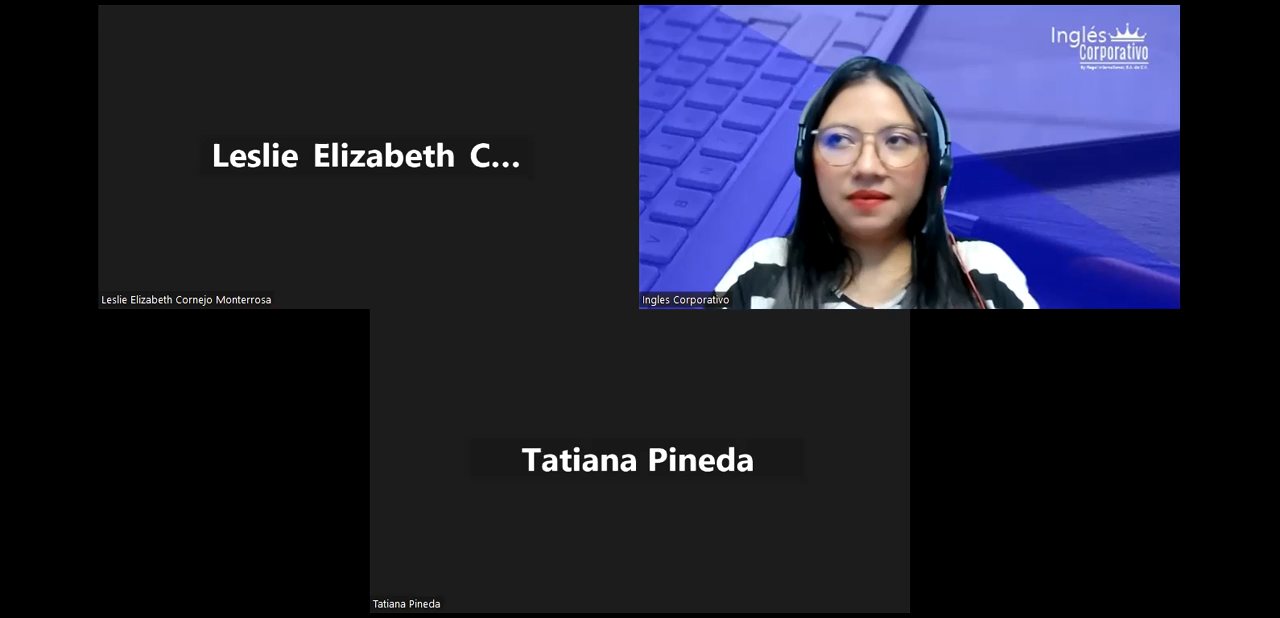 Leslie Elizabeth C...
Leslie Elizabeth Cornejo Monterrosa
Inglés
Corporativo
Ingles Corporativo
Tatiana Pineda
Tatiana Pineda